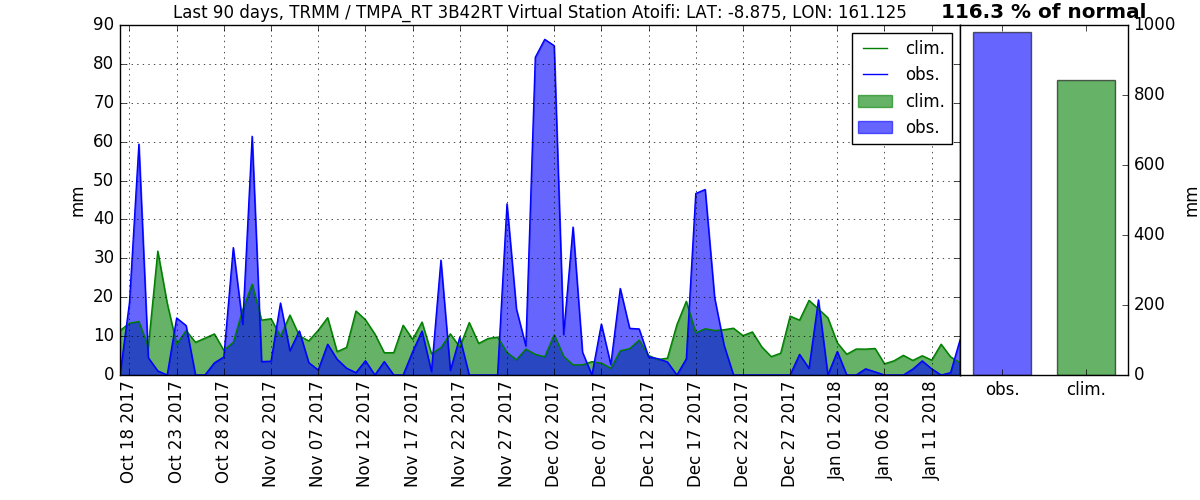 Last 90 days, TRMM / TMPA_RT 3B42RT Virtual Station Atoifi: LAT: -8.875, LON: 161.125
116.3 % of normal
90
80
70
60
50
40
30
20
10
0
mm
clim.
obs.
clim.
obs.
Oct 18 2017
Oct 23 2017
Oct 28 2017
Nov 02 2017
Nov 07 2017
Nov 12 2017
Nov 17 2017
Nov 22 2017
Nov 27 2017
Dec 02 2017
Dec 07 2017
Dec 12 2017
Dec 17 2017
Dec 22 2017
Dec 27 2017
Jan 01 2018
Jan 06 2018
Jan 11 2018
1000
800
600
400
200
0
mm
obs.
clim.